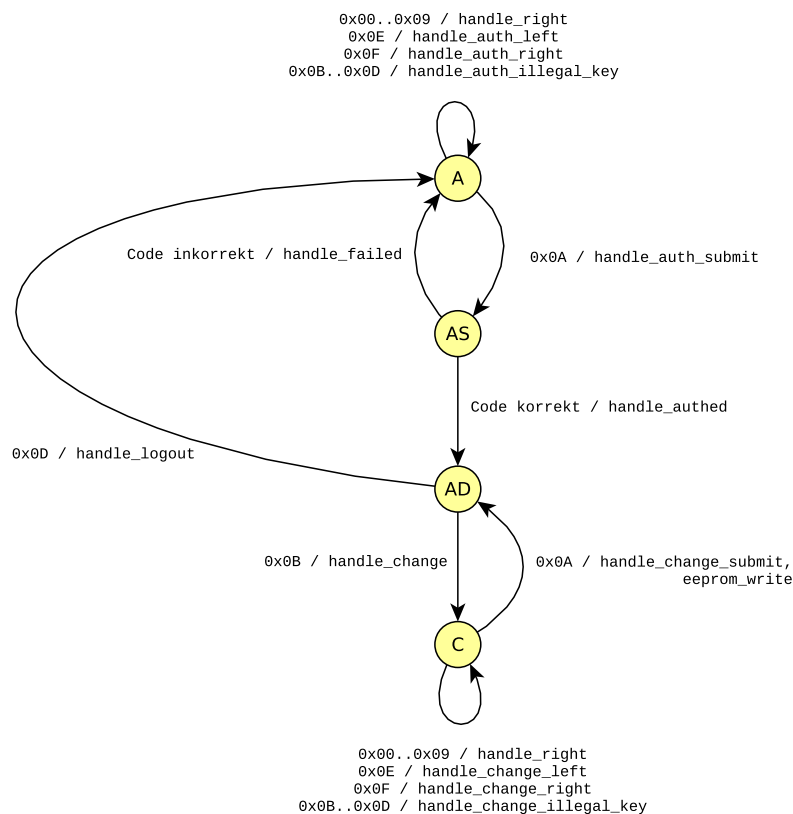 0x00..0x09 / handle_right
0x0E / handle_auth_left
0x0F / handle_auth_right
0x0B..0x0D / handle_auth_illegal_key
A
Code inkorrekt / handle_failed
0x0A / handle_auth_submit
AS
Code korrekt / handle_authed
0x0D / handle_logout
AD
0x0B / handle_change
0x0A / handle_change_submit,
eeprom_write
C
0x00..0x09 / handle_right
0x0E / handle_change_left
0x0F / handle_change_right
0x0B..0x0D / handle_change_illegal_key